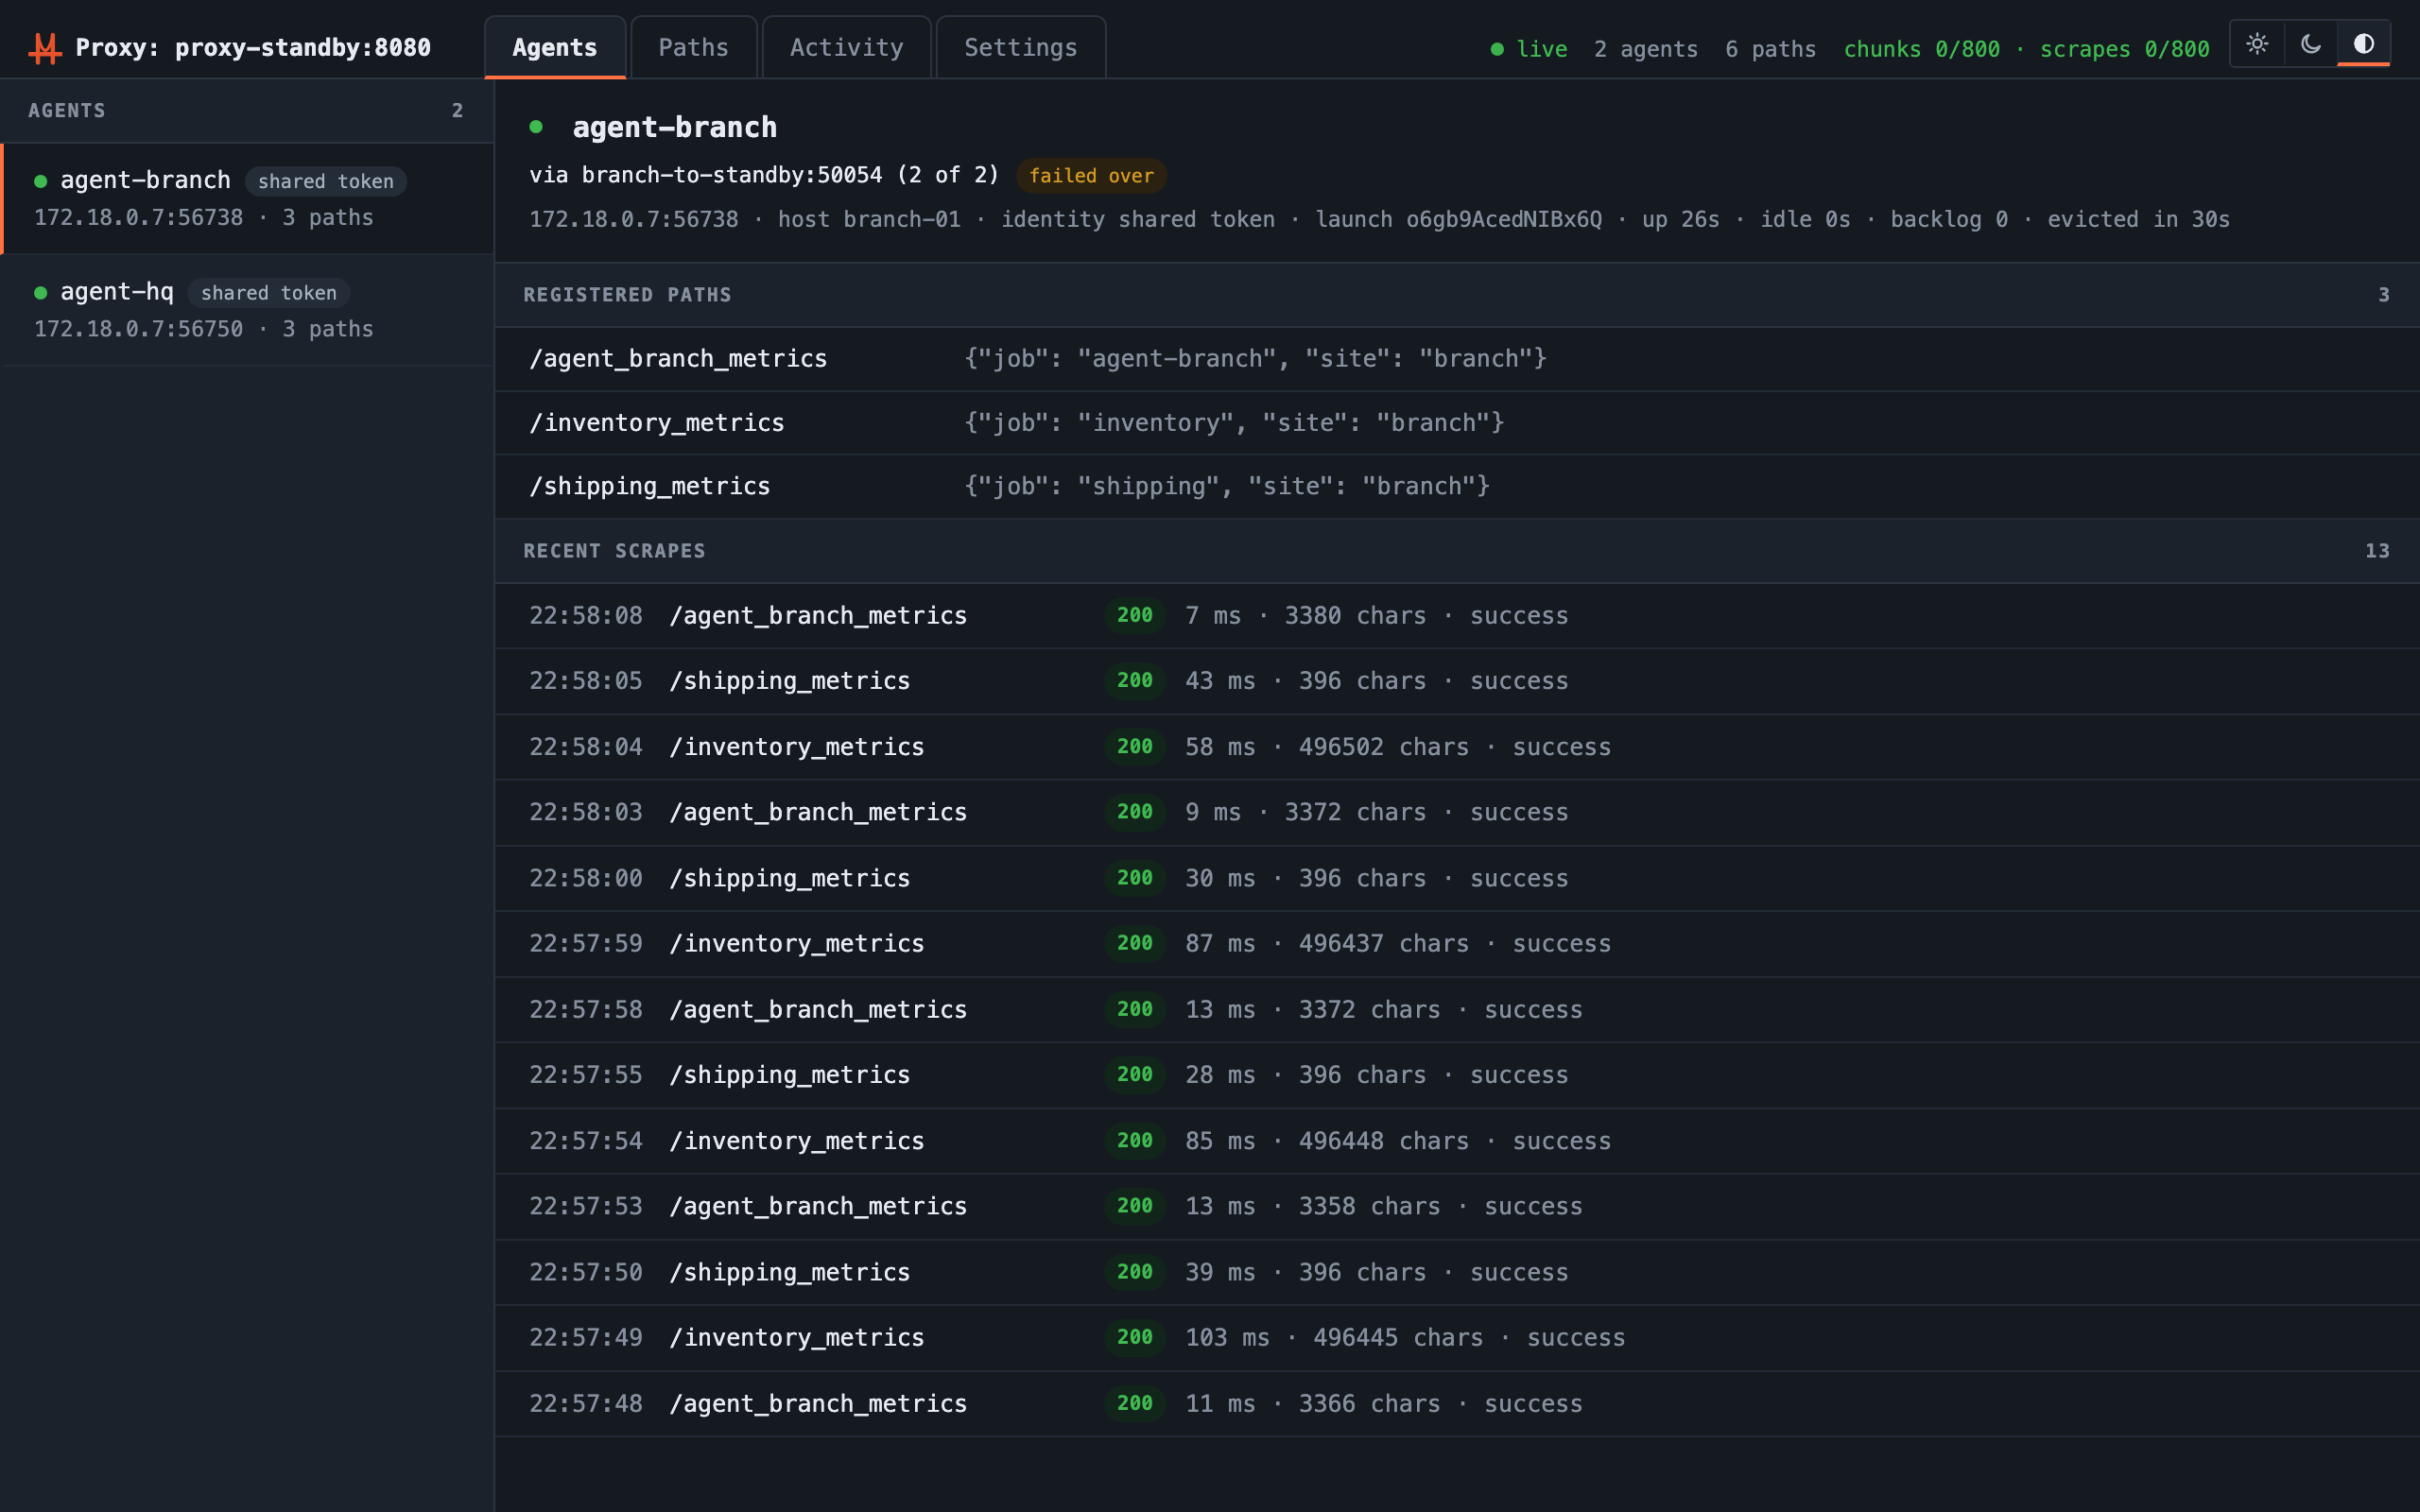 Proxy: proxy-standby:8080
Agents
Paths
Activity
Settings
live 2 agents 6 paths chunks 0/800 · scrapes 0/800
AGENTS 2
agent-branch shared token
172.18.0.7:56738 · 3 paths
agent-hq shared token
172.18.0.7:56750 · 3 paths
agent-branch
via branch-to-standby:50054 (2 of 2) failed over
172.18.0.7:56738 · host branch-01 · identity shared token · launch o6gb9AcedNIBx6Q · up 26s · idle 0s · backlog 0 · evicted in 30s
REGISTERED PATHS 3
/agent_branch_metrics {"job": "agent-branch", "site": "branch"}
/inventory_metrics {"job": "inventory", "site": "branch"}
/shipping_metrics {"job": "shipping", "site": "branch"}
RECENT SCRAPES 13
22:58:08 /agent_branch_metrics 200 7 ms · 3380 chars · success
22:58:05 /shipping_metrics 200 43 ms · 396 chars · success
22:58:04 /inventory_metrics 200 58 ms · 496502 chars · success
22:58:03 /agent_branch_metrics 200 9 ms · 3372 chars · success
22:58:00 /shipping_metrics 200 30 ms · 396 chars · success
22:57:59 /inventory_metrics 200 87 ms · 496437 chars · success
22:57:58 /agent_branch_metrics 200 13 ms · 3372 chars · success
22:57:55 /shipping_metrics 200 28 ms · 396 chars · success
22:57:54 /inventory_metrics 200 85 ms · 496448 chars · success
22:57:53 /agent_branch_metrics 200 13 ms · 3358 chars · success
22:57:50 /shipping_metrics 200 39 ms · 396 chars · success
22:57:49 /inventory_metrics 200 103 ms · 496445 chars · success
22:57:48 /agent_branch_metrics 200 11 ms · 3366 chars · success